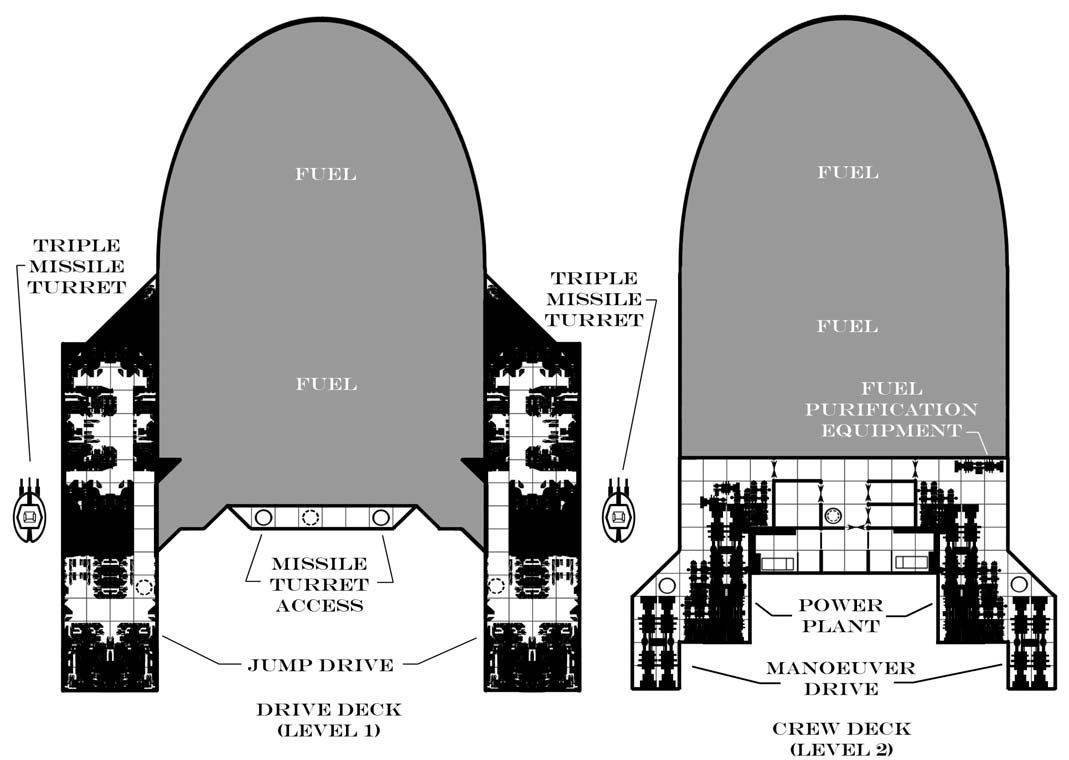 FUEL
FUEL
TRIPLE
MISSILE
TURRET
TRIPLE
MISSILE
TURRET
FUEL
FUEL
FUEL
PURIFICATION
EQUIPMENT
MISSILE
TURRET
ACCESS
POWER
PLANT
JUMP DRIVE
MANOEUVER
DRIVE
DRIVE DECK
(LEVEL 1)
CREW DECK
(LEVEL 2)